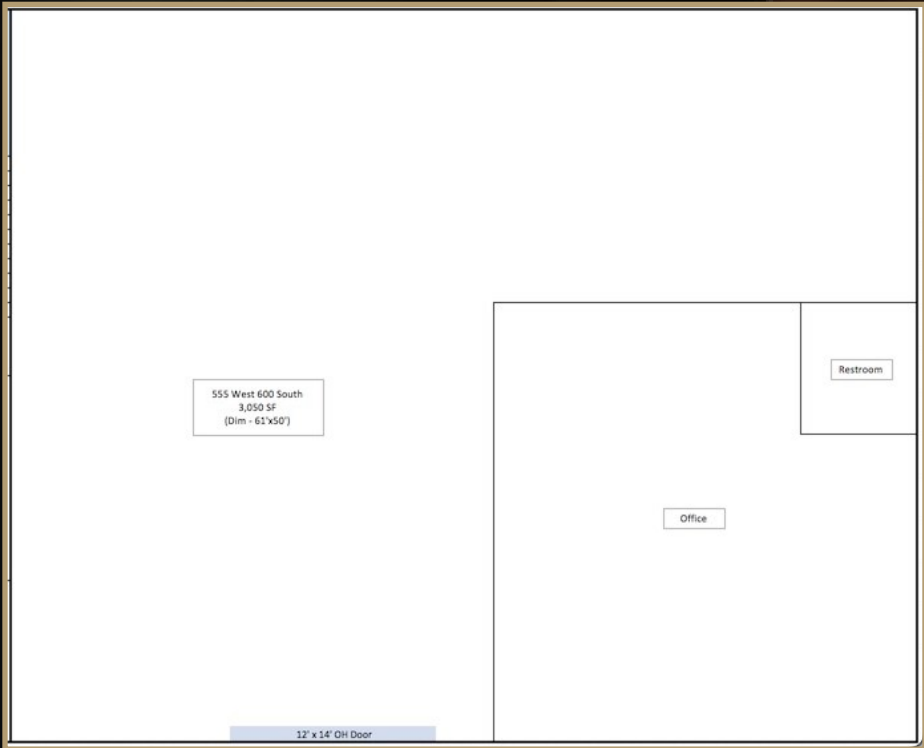 555 West 600 South
3,050 SF
(Dim - 61'x50')
Restroom
Office
12' x 14' OH Door